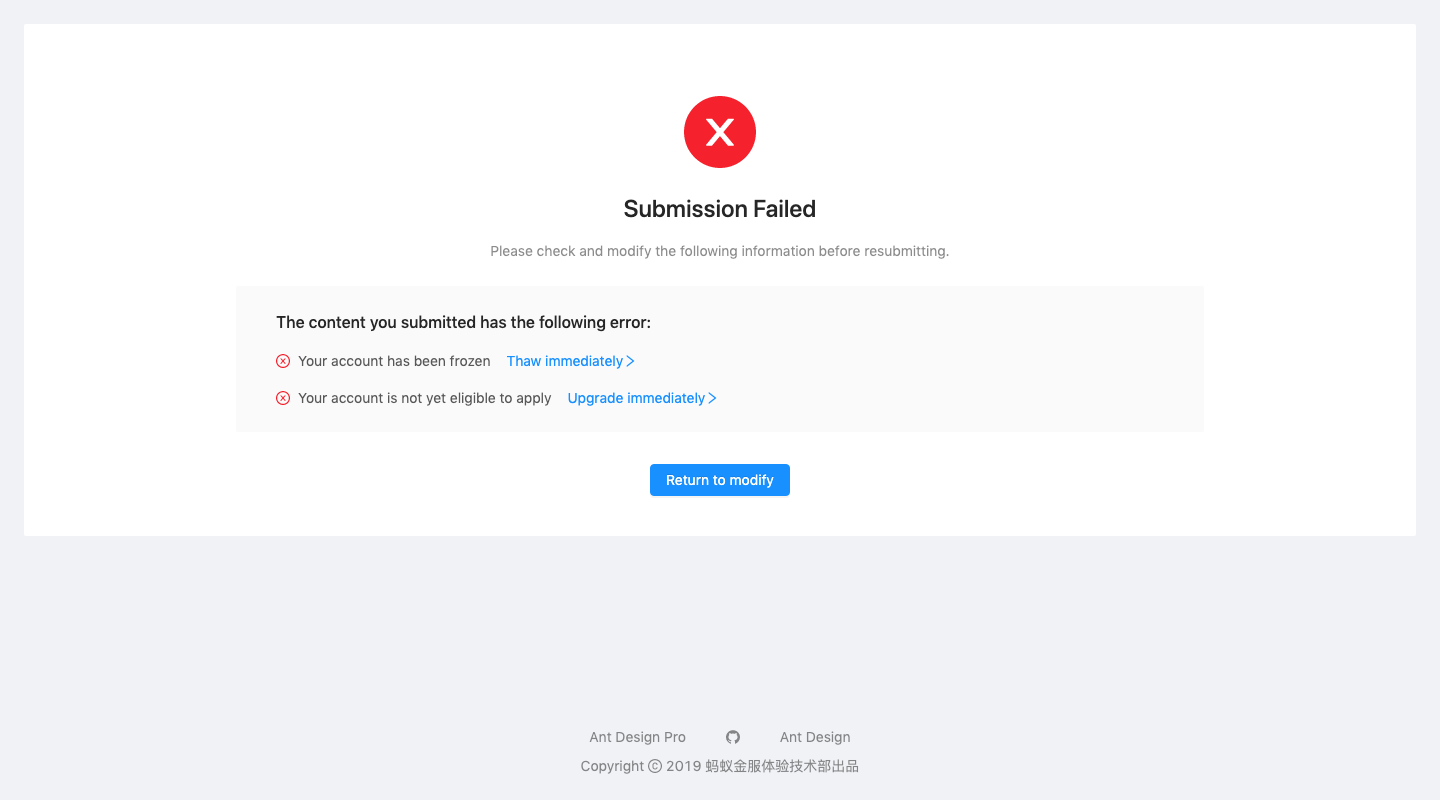 Submission Failed
Please check and modify the following information before resubmitting.
The content you submitted has the following error:
Your account has been frozen Thaw immediately
Your account is not yet eligible to apply Upgrade immediately
Return to modify
Ant Design Pro Ant Design
Copyright © 2019 蚂蚁金服体验技术部出品